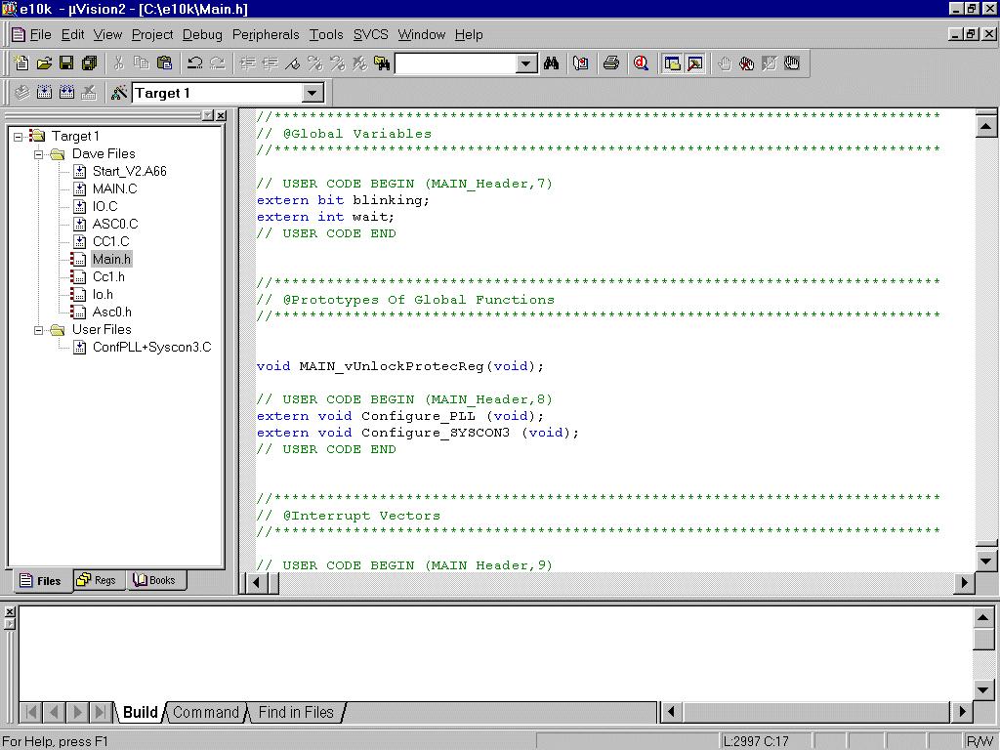 e10k - µVision2 - [C:\e10k\Main.h]
File Edit View Project Debug Peripherals Tools SVCS Window Help
Target 1
Target 1
Dave Files
Start_V2.A66
MAIN.C
IO.C
ASC0.C
CC1.C
Main.h
Cc1.h
Io.h
Asc0.h
User Files
ConfPLL+Syscon3.C
Files Regs Books
//****************************************************************************
// @Global Variables
//****************************************************************************
// USER CODE BEGIN (MAIN_Header,7)
extern bit blinking;
extern int wait;
// USER CODE END
//****************************************************************************
// @Prototypes Of Global Functions
//****************************************************************************
void MAIN_vUnlockProtecReg(void);
// USER CODE BEGIN (MAIN_Header,8)
extern void Configure_PLL (void);
extern void Configure_SYSCON3 (void);
// USER CODE END
//****************************************************************************
// @Interrupt Vectors
//****************************************************************************
// USER CODE BEGIN (MAIN Header,9)
Build Command Find in Files
For Help, press F1
L:2997 C:17
R/W